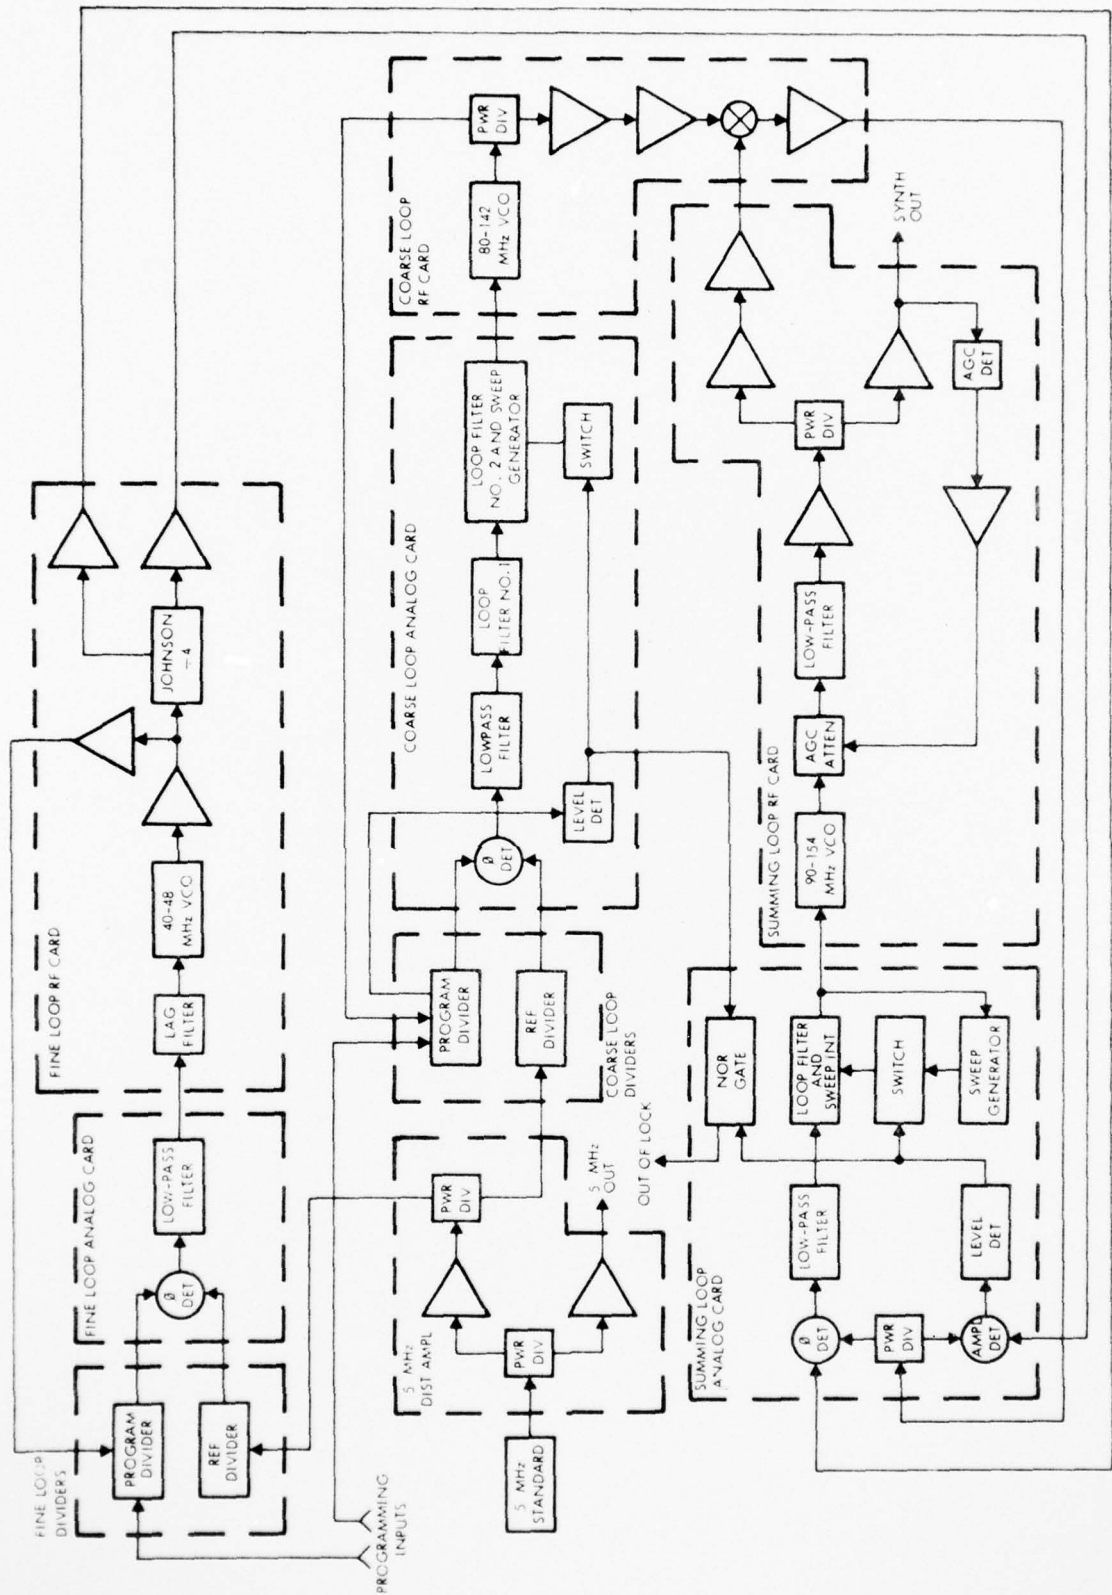 FINE LOOP
DIVIDERS
PROGRAM
DIVIDER
REF
DIVIDER
FINE LOOP ANALOG CARD
Ø
DET
LOW-PASS
FILTER
FINE LOOP RF CARD
LAG
FILTER
40-48
MHz VCO
JOHNSON
÷4
PROGRAMMING
INPUTS
5 MHz
STANDARD
5 MHz
DIST AMPL
PWR
DIV
PWR
DIV
5 MHz
OUT
COARSE LOOP
DIVIDERS
PROGRAM
DIVIDER
REF
DIVIDER
COARSE LOOP ANALOG CARD
Ø
DET
LEVEL
DET
LOWPASS
FILTER
LOOP
FILTER NO. 1
LOOP FILTER
NO. 2 AND SWEEP
GENERATOR
SWITCH
COARSE LOOP
RF CARD
80-142
MHz VCO
PWR
DIV
SUMMING LOOP
ANALOG CARD
Ø
DET
PWR
DIV
AMPL
DET
LOW-PASS
FILTER
LEVEL
DET
OUT OF LOCK
NOR
GATE
LOOP FILTER
AND
SWEEP INT
SWITCH
SWEEP
GENERATOR
SUMMING LOOP RF CARD
90-154
MHz VCO
AGC
ATTEN
LOW-PASS
FILTER
PWR
DIV
AGC
DET
SYNTH
OUT